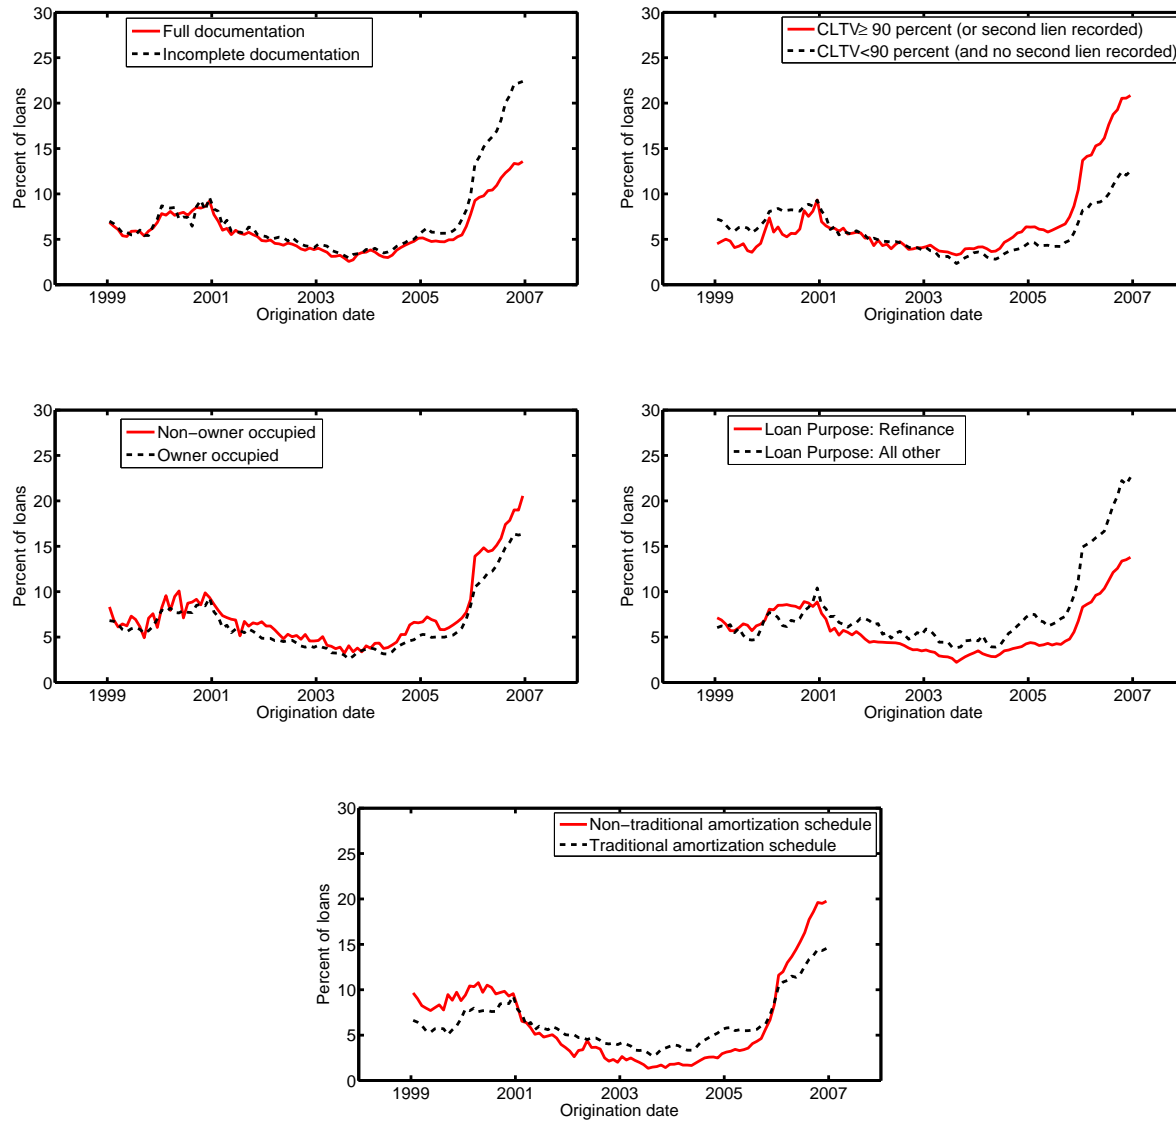 30
25
20
15
10
5
0
Percent of loans
Full documentation
Incomplete documentation
1999 2001 2003 2005 2007
Origination date
30
25
20
15
10
5
0
Percent of loans
CLTV≥ 90 percent (or second lien recorded)
CLTV<90 percent (and no second lien recorded)
1999 2001 2003 2005 2007
Origination date
30
25
20
15
10
5
0
Percent of loans
Non−owner occupied
Owner occupied
1999 2001 2003 2005 2007
Origination date
30
25
20
15
10
5
0
Percent of loans
Loan Purpose: Refinance
Loan Purpose: All other
1999 2001 2003 2005 2007
Origination date
30
25
20
15
10
5
0
Percent of loans
Non−traditional amortization schedule
Traditional amortization schedule
1999 2001 2003 2005 2007
Origination date